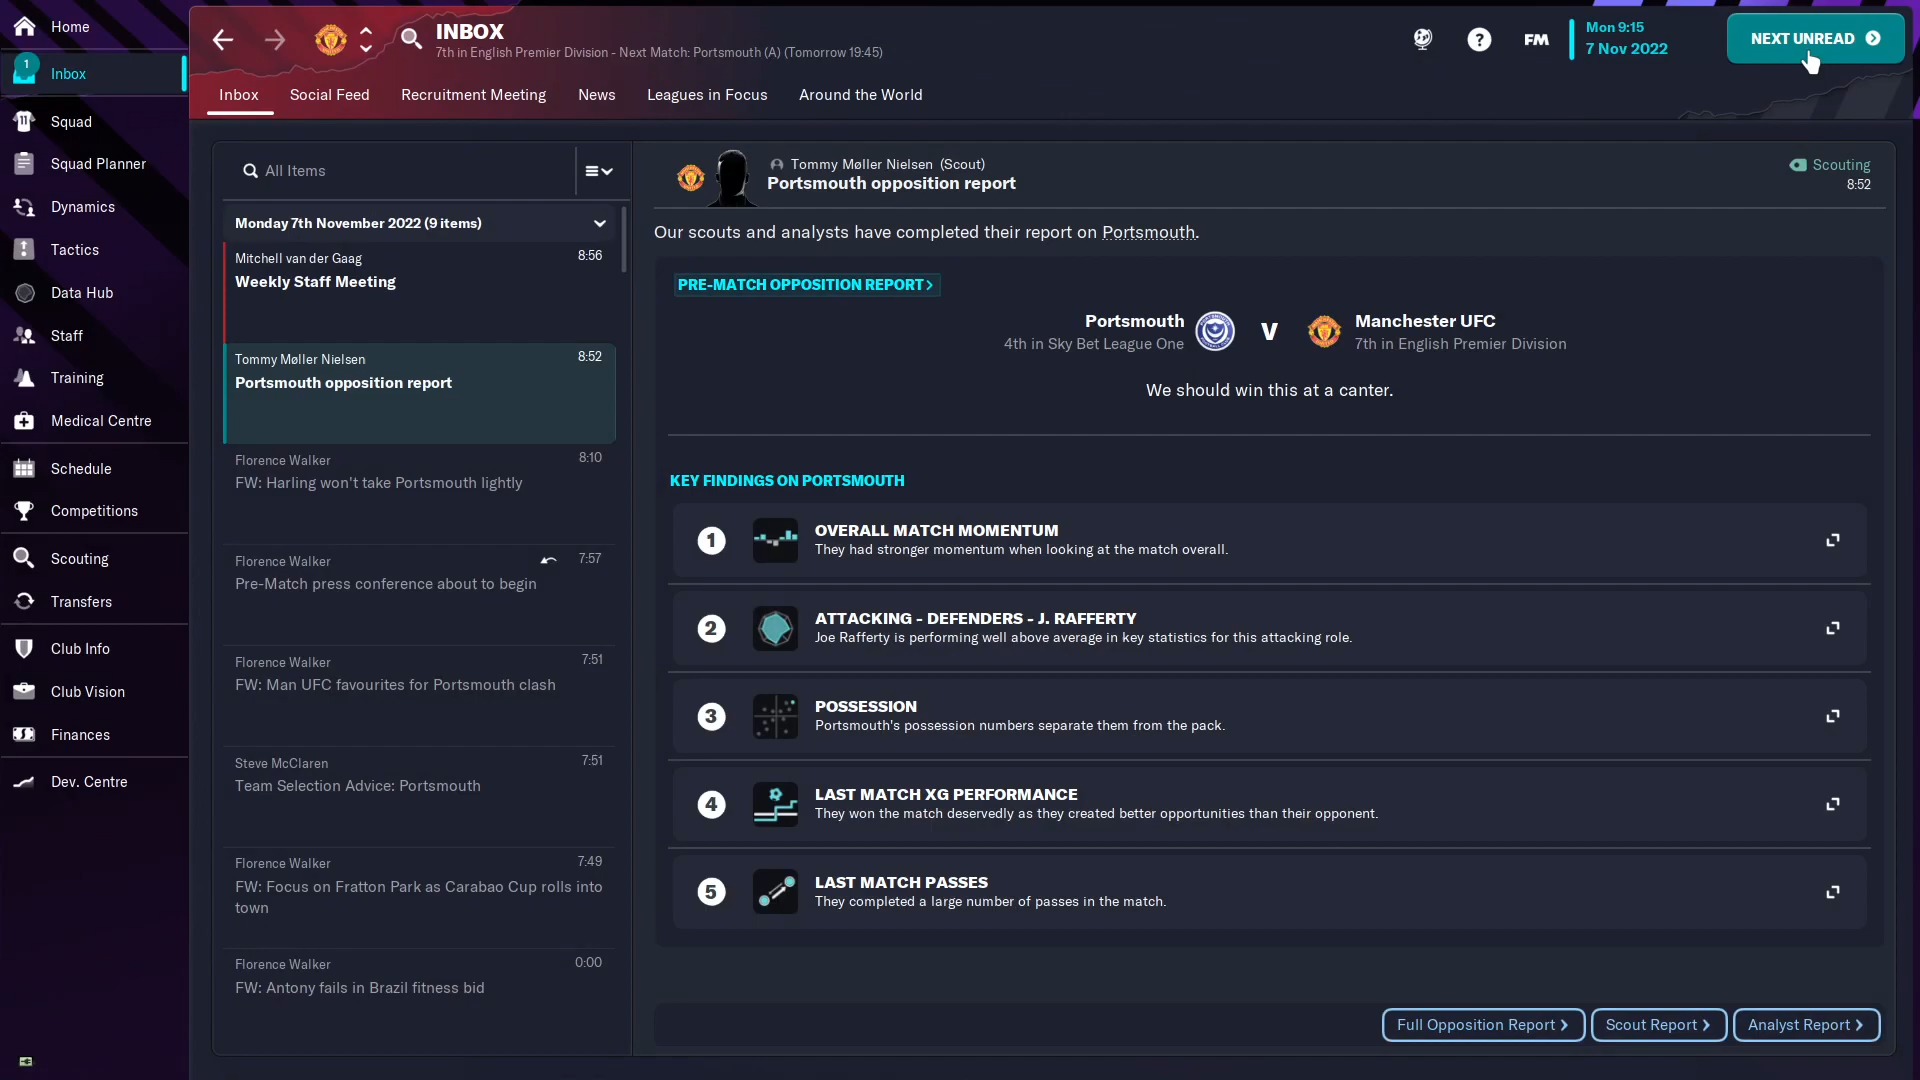 Home
INBOX
7th in English Premier Division - Next Match: Portsmouth (A) (Tomorrow 19:45)
?
FM
Mon 9:15
7 Nov 2022
NEXT UNREAD
1
Inbox
Inbox
Social Feed
Recruitment Meeting
News
Leagues in Focus
Around the World
11
Squad
Squad Planner
Dynamics
Tactics
Data Hub
Staff
Training
Medical Centre
Schedule
Competitions
Scouting
Transfers
Club Info
Club Vision
Finances
Dev. Centre
All Items
Monday 7th November 2022 (9 items)
Mitchell van der Gaag
8:56
Weekly Staff Meeting
Tommy Møller Nielsen
8:52
Portsmouth opposition report
Florence Walker
8:10
FW: Harling won't take Portsmouth lightly
Florence Walker
7:57
Pre-Match press conference about to begin
Florence Walker
7:51
FW: Man UFC favourites for Portsmouth clash
Steve McClaren
7:51
Team Selection Advice: Portsmouth
Florence Walker
7:49
FW: Focus on Fratton Park as Carabao Cup rolls into
town
Florence Walker
0:00
FW: Antony fails in Brazil fitness bid
Tommy Møller Nielsen (Scout)
Portsmouth opposition report
Scouting
8:52
Our scouts and analysts have completed their report on Portsmouth.
PRE-MATCH OPPOSITION REPORT >
Portsmouth
4th in Sky Bet League One
V
Manchester UFC
7th in English Premier Division
We should win this at a canter.
KEY FINDINGS ON PORTSMOUTH
1
OVERALL MATCH MOMENTUM
They had stronger momentum when looking at the match overall.
2
ATTACKING - DEFENDERS - J. RAFFERTY
Joe Rafferty is performing well above average in key statistics for this attacking role.
3
POSSESSION
Portsmouth's possession numbers separate them from the pack.
4
LAST MATCH XG PERFORMANCE
They won the match deservedly as they created better opportunities than their opponent.
5
LAST MATCH PASSES
They completed a large number of passes in the match.
Full Opposition Report >
Scout Report >
Analyst Report >